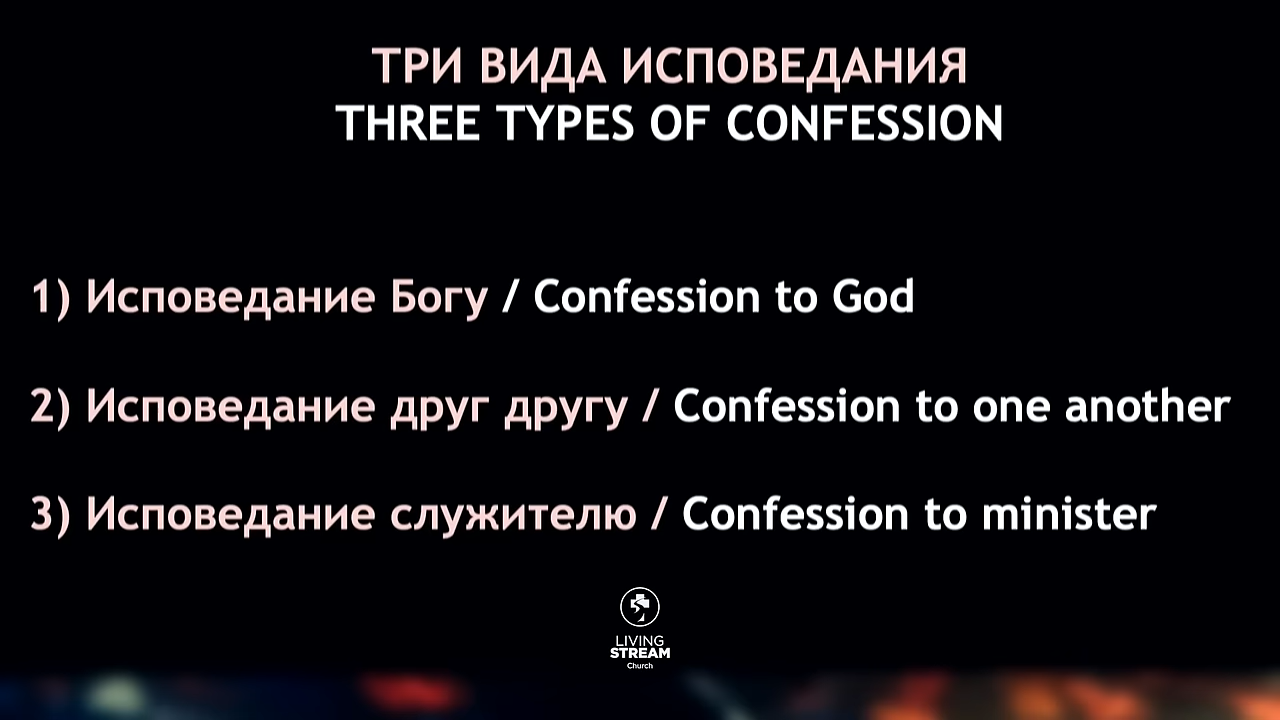 ТРИ ВИДА ИСПОВЕДАНИЯ
THREE TYPES OF CONFESSION
1) Исповедание Богу / Confession to God
2) Исповедание друг другу / Confession to one another
3) Исповедание служителю / Confession to minister
LIVING
STREAM
Church